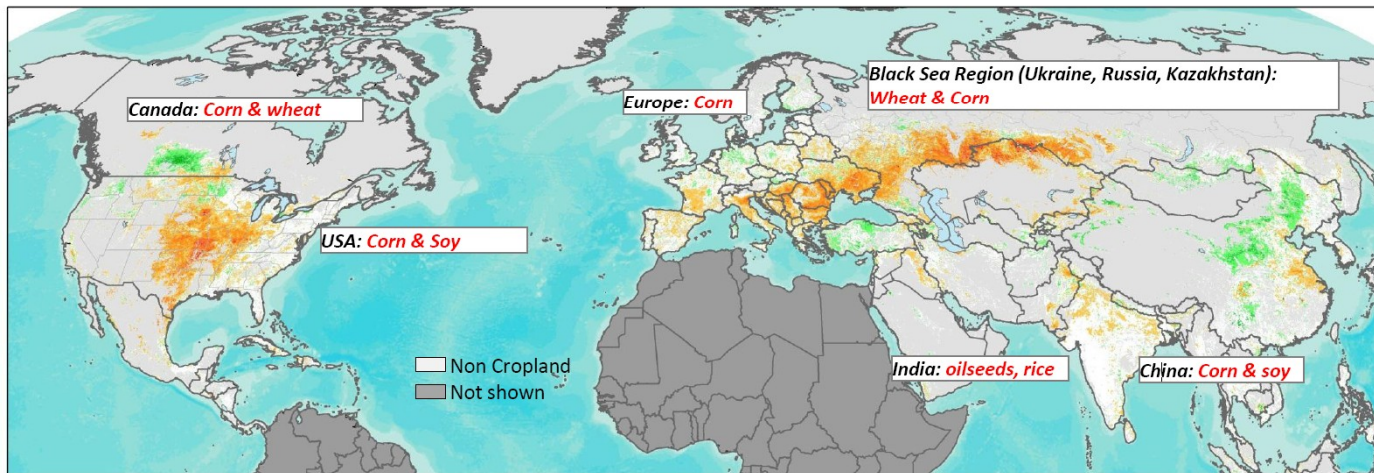 Canada: Corn & wheat
Europe: Corn
Black Sea Region (Ukraine, Russia, Kazakhstan):
Wheat & Corn
USA: Corn & Soy
Non Cropland
Not shown
India: oilseeds, rice
China: Corn & soy